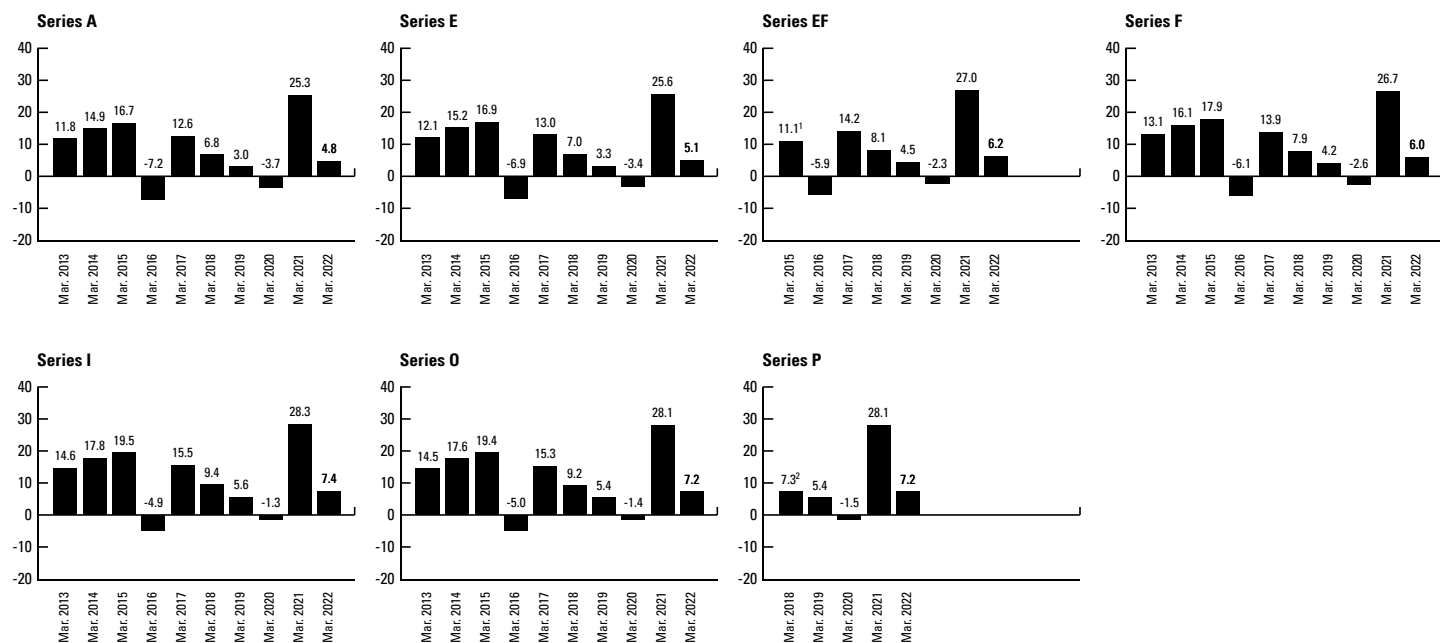 Series A
40
30
20
10
0
-10
-20
11.8
14.9
16.7
-7.2
12.6
6.8
3.0
-3.7
25.3
4.8
Mar. 2013
Mar. 2014
Mar. 2015
Mar. 2016
Mar. 2017
Mar. 2018
Mar. 2019
Mar. 2020
Mar. 2021
Mar. 2022
Series E
40
30
20
10
0
-10
-20
12.1
15.2
16.9
-6.9
13.0
7.0
3.3
-3.4
25.6
5.1
Mar. 2013
Mar. 2014
Mar. 2015
Mar. 2016
Mar. 2017
Mar. 2018
Mar. 2019
Mar. 2020
Mar. 2021
Mar. 2022
Series EF
40
30
20
10
0
-10
-20
11.1¹
-5.9
14.2
8.1
4.5
-2.3
27.0
6.2
Mar. 2015
Mar. 2016
Mar. 2017
Mar. 2018
Mar. 2019
Mar. 2020
Mar. 2021
Mar. 2022
Series F
40
30
20
10
0
-10
-20
13.1
16.1
17.9
-6.1
13.9
7.9
4.2
-2.6
26.7
6.0
Mar. 2013
Mar. 2014
Mar. 2015
Mar. 2016
Mar. 2017
Mar. 2018
Mar. 2019
Mar. 2020
Mar. 2021
Mar. 2022
Series I
40
30
20
10
0
-10
-20
14.6
17.8
19.5
-4.9
15.5
9.4
5.6
-1.3
28.3
7.4
Mar. 2013
Mar. 2014
Mar. 2015
Mar. 2016
Mar. 2017
Mar. 2018
Mar. 2019
Mar. 2020
Mar. 2021
Mar. 2022
Series O
40
30
20
10
0
-10
-20
14.5
17.6
19.4
-5.0
15.3
9.2
5.4
-1.4
28.1
7.2
Mar. 2013
Mar. 2014
Mar. 2015
Mar. 2016
Mar. 2017
Mar. 2018
Mar. 2019
Mar. 2020
Mar. 2021
Mar. 2022
Series P
40
30
20
10
0
-10
-20
7.3²
5.4
-1.5
28.1
7.2
Mar. 2018
Mar. 2019
Mar. 2020
Mar. 2021
Mar. 2022